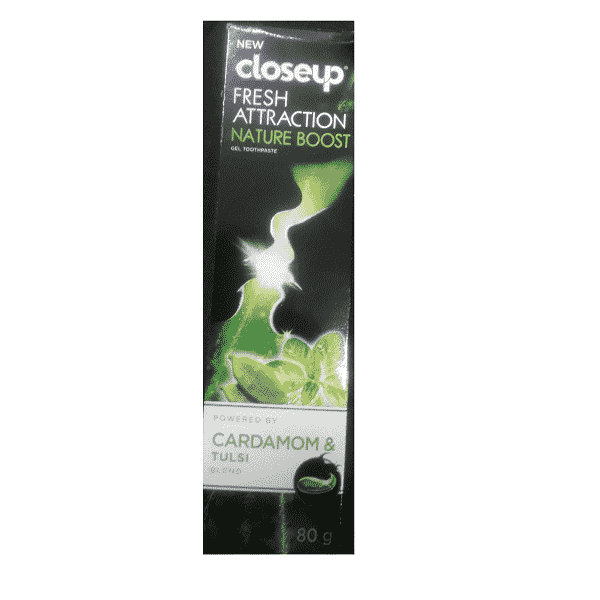 NEW
closeup
FRESH
ATTRACTION
NATURE BOOST
GEL TOOTHPASTE
POWERED BY
CARDAMOM &
TULSI
BLEND
80 g